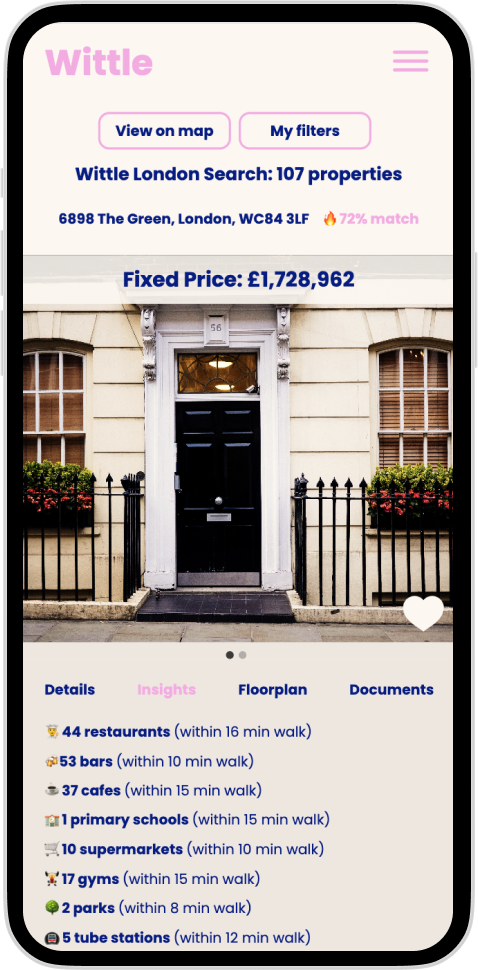 Wittle
View on map My filters
Wittle London Search: 107 properties
6898 The Green, London, WC84 3LF 🔥72% match
Fixed Price: £1,728,962
56
Details Insights Floorplan Documents
44 restaurants (within 16 min walk)
53 bars (within 10 min walk)
37 cafes (within 15 min walk)
1 primary schools (within 15 min walk)
10 supermarkets (within 10 min walk)
17 gyms (within 15 min walk)
2 parks (within 8 min walk)
5 tube stations (within 12 min walk)